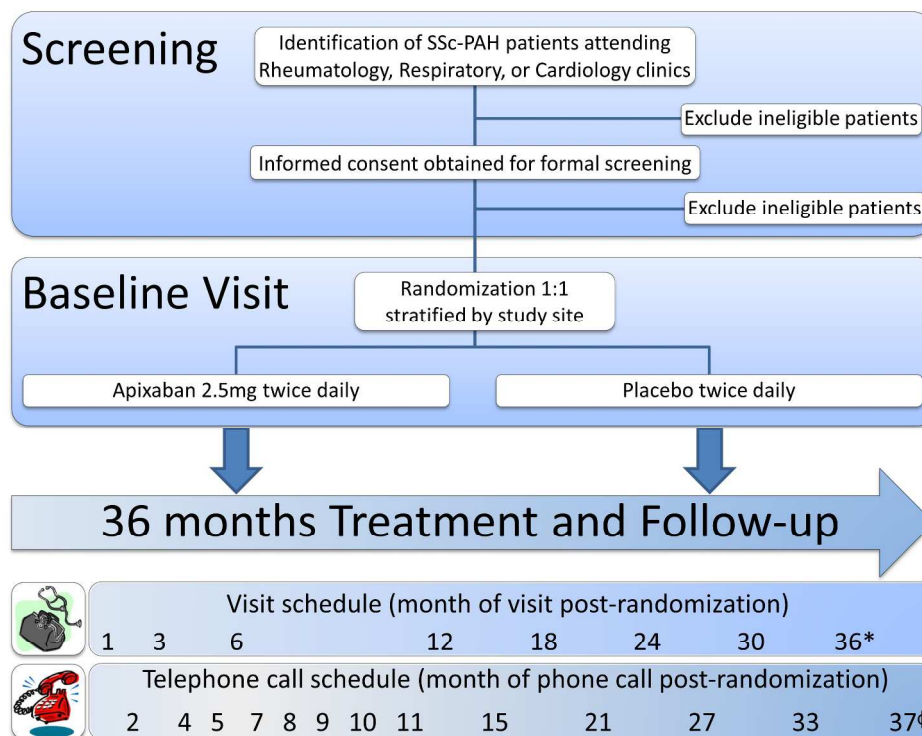 Screening
Identification of SSc-PAH patients attending
Rheumatology, Respiratory, or Cardiology clinics
Exclude ineligible patients
Informed consent obtained for formal screening
Exclude ineligible patients
Baseline Visit
Randomization 1:1
stratified by study site
Apixaban 2.5mg twice daily
Placebo twice daily
36 months Treatment and Follow-up
Visit schedule (month of visit post-randomization)
1 3 6 12 18 24 30 36*
Telephone call schedule (month of phone call post-randomization)
2 4 5 7 8 9 10 11 15 21 27 33 37